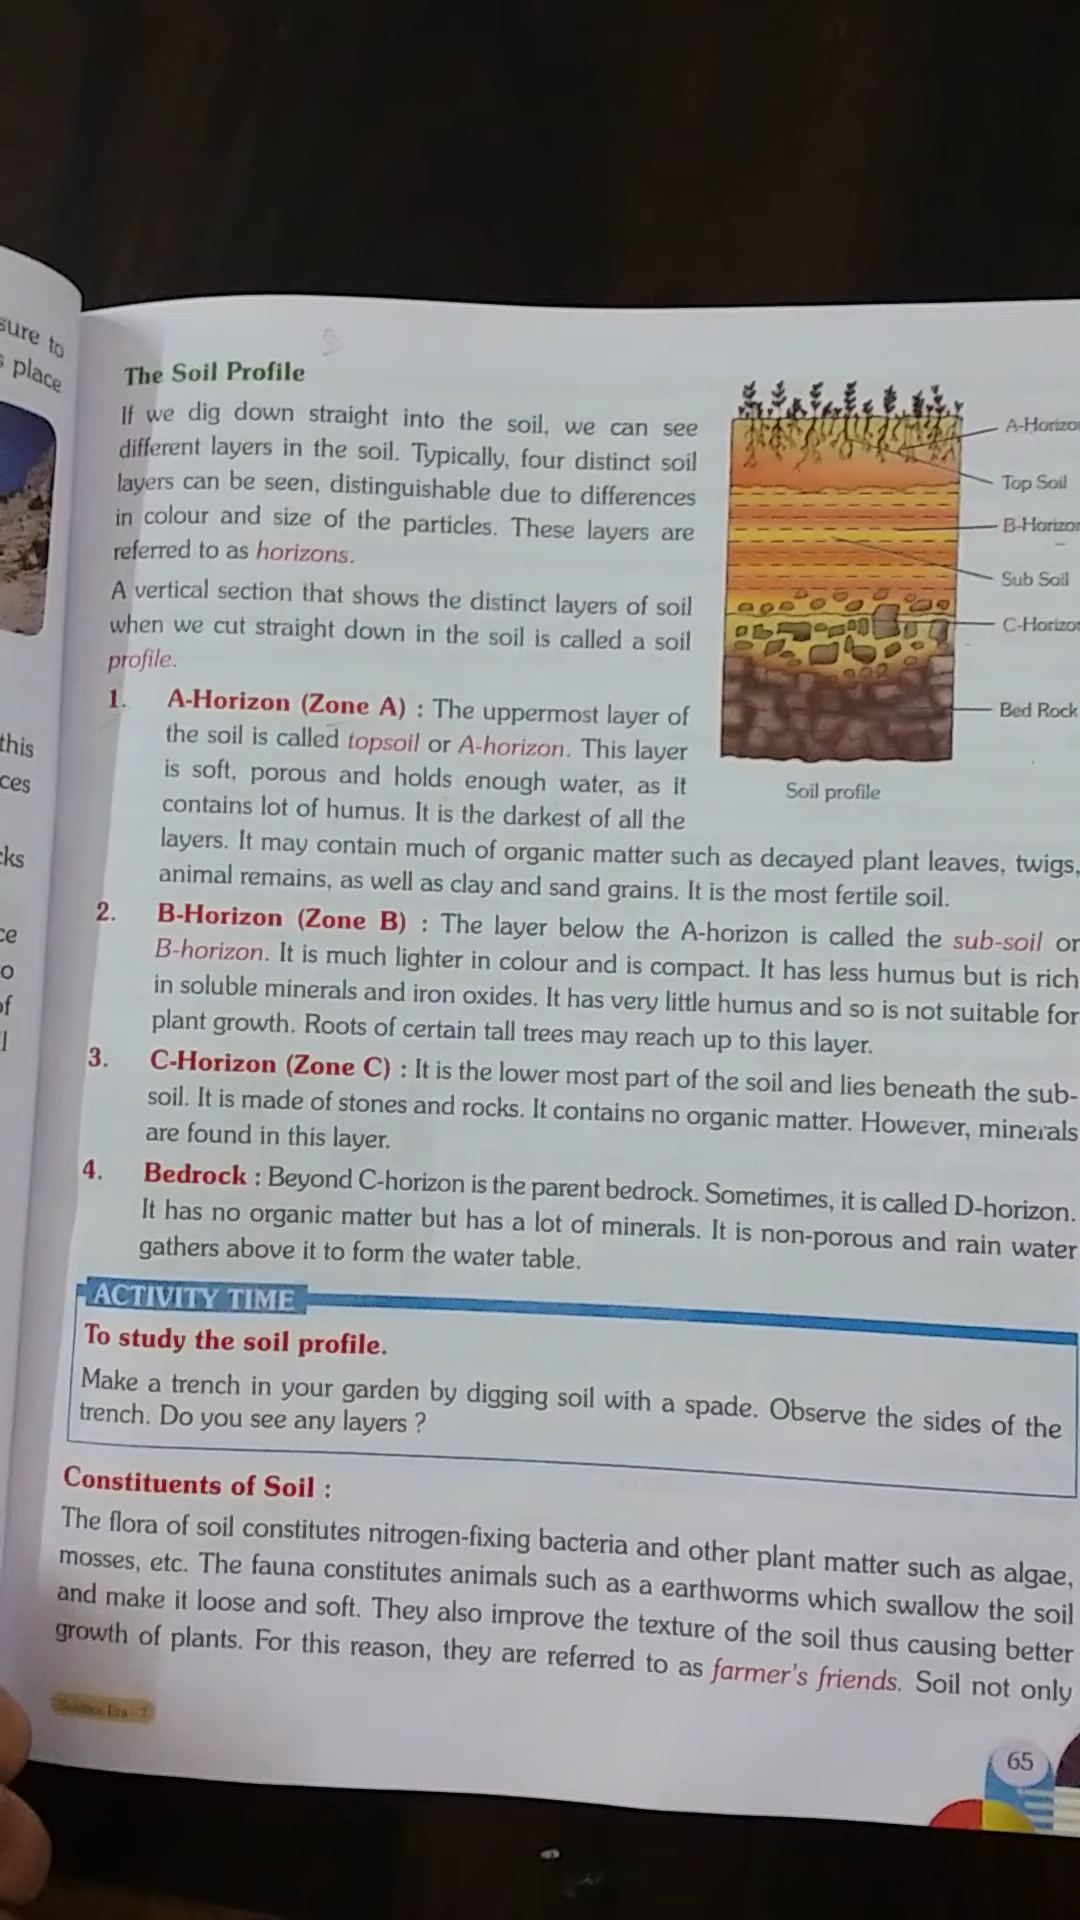 sure to
place
this
ces
cks
ce
o
of
The Soil Profile
If we dig down straight into the soil, we can see
different layers in the soil. Typically, four distinct soil
layers can be seen, distinguishable due to differences
in colour and size of the particles. These layers are
referred to as horizons.
A vertical section that shows the distinct layers of soil
when we cut straight down in the soil is called a soil
profile.
A-Horizo
Top Soil
B-Horizon
Sub Soil
C-Horizo
Bed Rock
Soil profile
1. A-Horizon (Zone A) : The uppermost layer of
the soil is called topsoil or A-horizon. This layer
is soft, porous and holds enough water, as it
contains lot of humus. It is the darkest of all the
layers. It may contain much of organic matter such as decayed plant leaves, twigs,
animal remains, as well as clay and sand grains. It is the most fertile soil.
2. B-Horizon (Zone B) : The layer below the A-horizon is called the sub-soil or
B-horizon. It is much lighter in colour and is compact. It has less humus but is rich
in soluble minerals and iron oxides. It has very little humus and so is not suitable for
plant growth. Roots of certain tall trees may reach up to this layer.
3. C-Horizon (Zone C) : It is the lower most part of the soil and lies beneath the sub-
soil. It is made of stones and rocks. It contains no organic matter. However, minerals
are found in this layer.
4. Bedrock : Beyond C-horizon is the parent bedrock. Sometimes, it is called D-horizon.
It has no organic matter but has a lot of minerals. It is non-porous and rain water
gathers above it to form the water table.
ACTIVITY TIME
To study the soil profile.
Make a trench in your garden by digging soil with a spade. Observe the sides of the
trench. Do you see any layers ?
Constituents of Soil :
The flora of soil constitutes nitrogen-fixing bacteria and other plant matter such as algae,
mosses, etc. The fauna constitutes animals such as a earthworms which swallow the soil
and make it loose and soft. They also improve the texture of the soil thus causing better
growth of plants. For this reason, they are referred to as farmer's friends. Soil not only
Science Era - 7
65